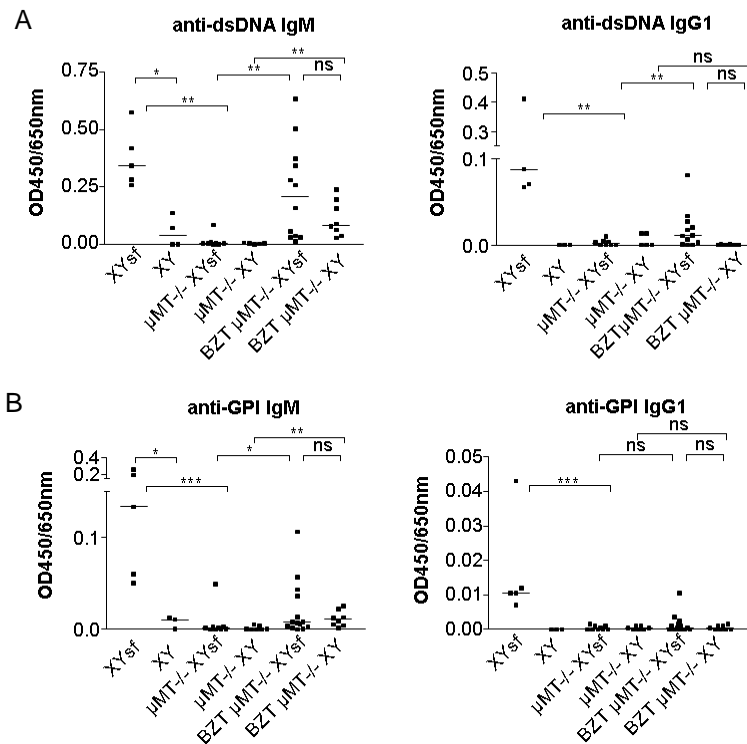 A
anti-dsDNA IgM
anti-dsDNA IgG1
OD450/650nm
0.75
0.50
0.25
0.00
*
**
**
**
ns
XYsf
XY
µMT-/- XYsf
µMT-/- XY
BZT µMT-/- XYsf
BZT µMT-/- XY
OD450/650nm
0.5
0.4
0.3
0.1
0.0
**
**
ns
ns
XYsf
XY
µMT-/- XYsf
µMT-/- XY
BZTµMT-/- XYsf
BZT µMT-/- XY
B
anti-GPI IgM
anti-GPI IgG1
OD450/650nm
0.4
0.2
0.1
0.0
*
***
*
**
ns
XYsf
XY
µMT-/- XYsf
µMT-/- XY
BZT µMT-/- XYsf
BZT µMT-/- XY
OD450/650nm
0.05
0.04
0.03
0.02
0.01
0.00
***
ns
ns
ns
XYsf
XY
µMT-/- XYsf
µMT-/- XY
BZT µMT-/- XYsf
BZT µMT-/- XY